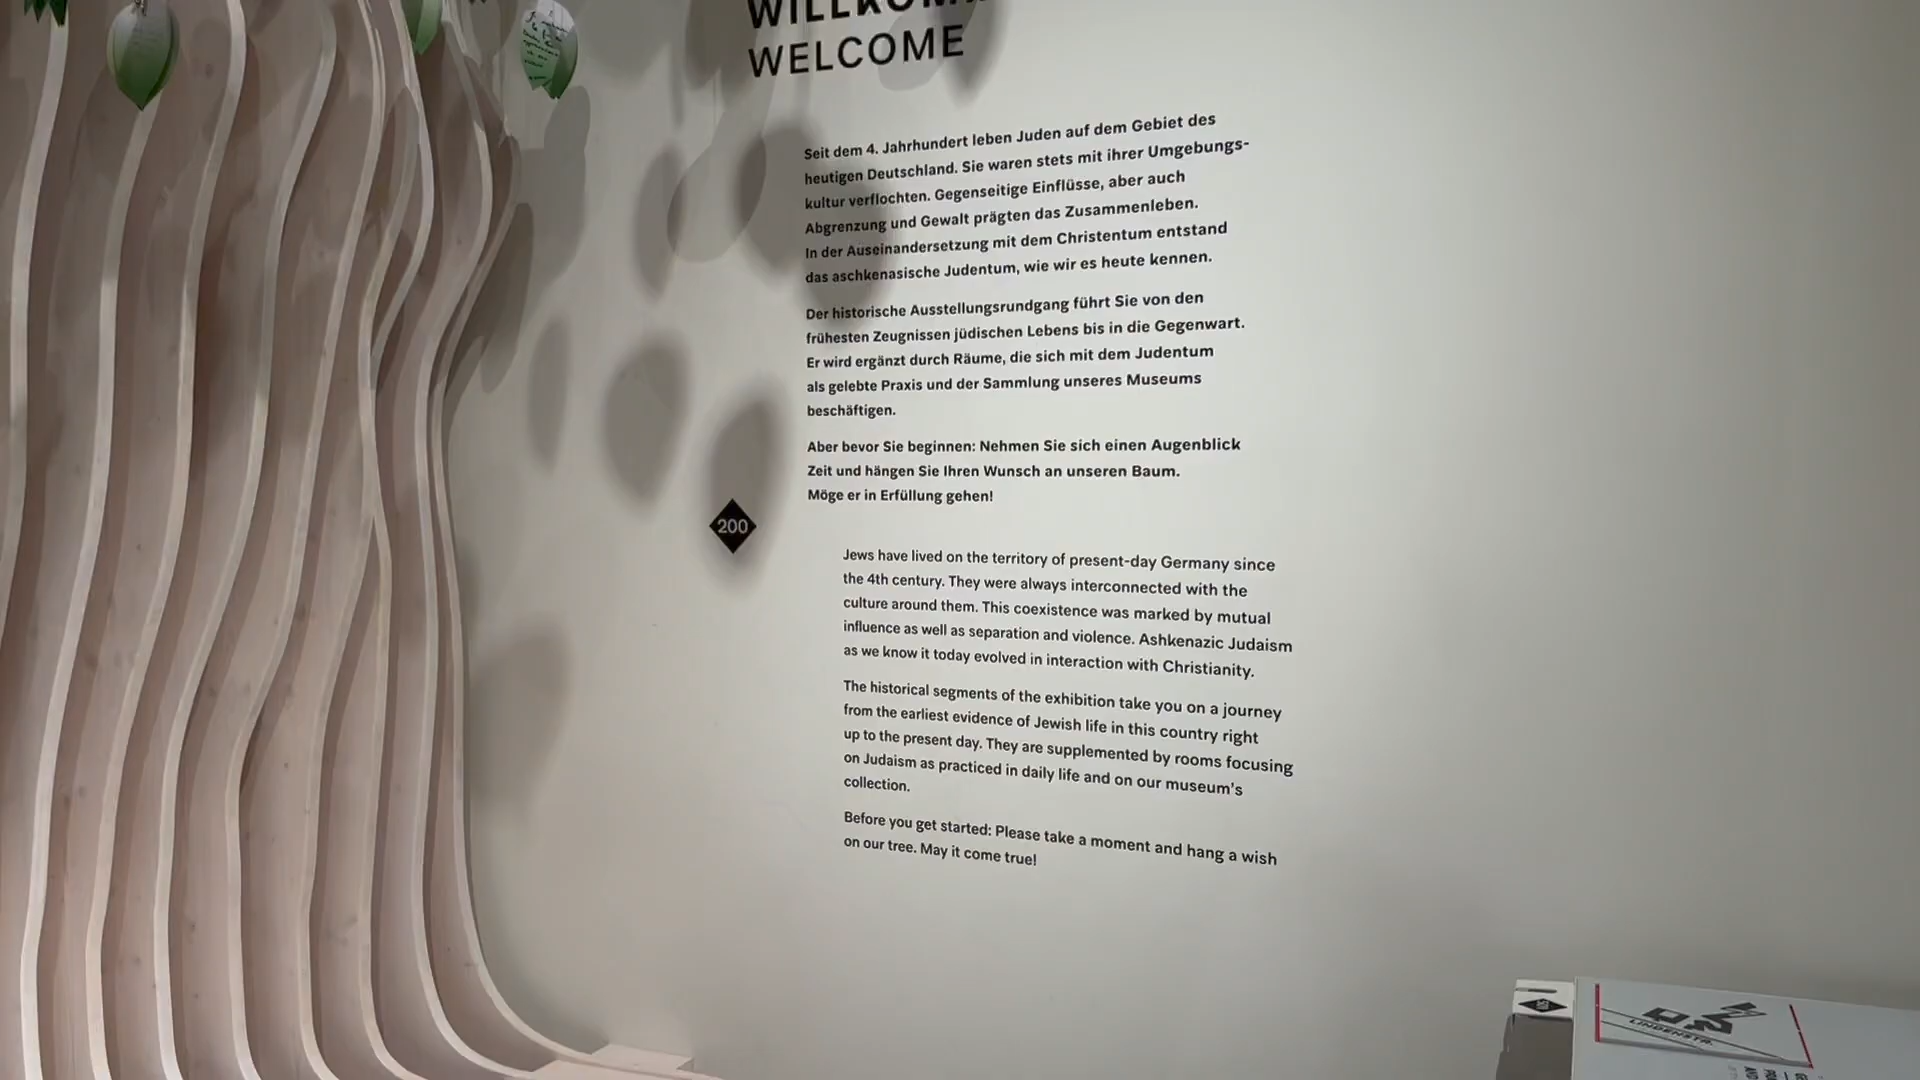 WELCOME
Seit dem 4. Jahrhundert leben Juden auf dem Gebiet des
heutigen Deutschland. Sie waren stets mit ihrer Umgebungs-
kultur verflochten. Gegenseitige Einflüsse, aber auch
Abgrenzung und Gewalt prägten das Zusammenleben.
In der Auseinandersetzung mit dem Christentum entstand
das aschkenasische Judentum, wie wir es heute kennen.
Der historische Ausstellungsrundgang führt Sie von den
frühesten Zeugnissen jüdischen Lebens bis in die Gegenwart.
Er wird ergänzt durch Räume, die sich mit dem Judentum
als gelebte Praxis und der Sammlung unseres Museums
beschäftigen.
Aber bevor Sie beginnen: Nehmen Sie sich einen Augenblick
Zeit und hängen Sie Ihren Wunsch an unseren Baum.
Möge er in Erfüllung gehen!
200
Jews have lived on the territory of present-day Germany since
the 4th century. They were always interconnected with the
culture around them. This coexistence was marked by mutual
influence as well as separation and violence. Ashkenazic Judaism
as we know it today evolved in interaction with Christianity.
The historical segments of the exhibition take you on a journey
from the earliest evidence of Jewish life in this country right
up to the present day. They are supplemented by rooms focusing
on Judaism as practiced in daily life and on our museum's
collection.
Before you get started: Please take a moment and hang a wish
on our tree. May it come true!
LINDENSTR.